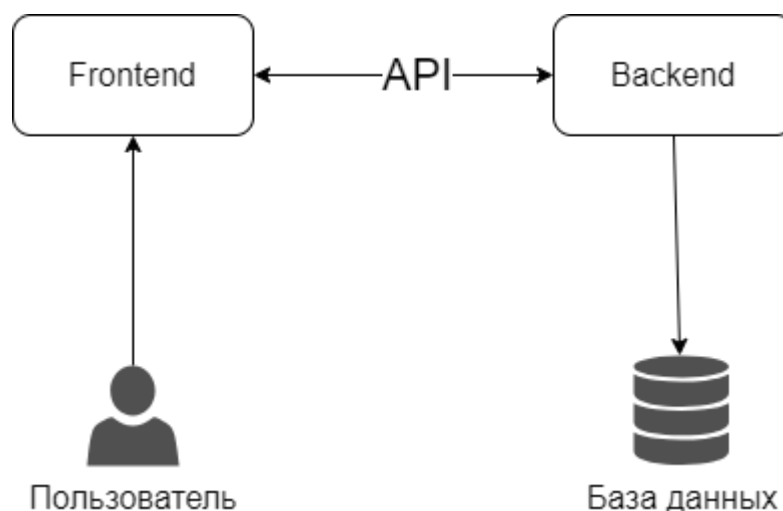 Frontend
API
Backend
Пользователь
База данных